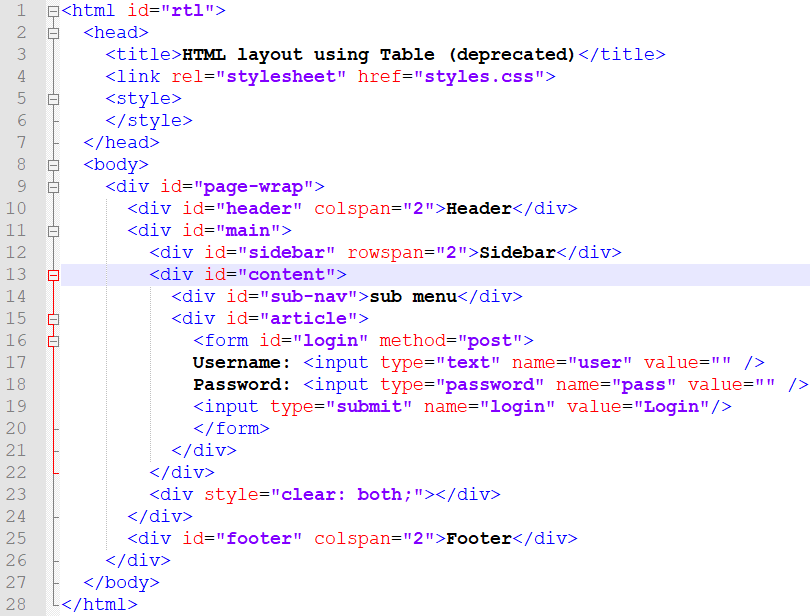 1 <html id="rtl">
2 <head>
3 <title>HTML layout using Table (deprecated)</title>
4 <link rel="stylesheet" href="styles.css">
5 <style>
6 </style>
7 </head>
8 <body>
9 <div id="page-wrap">
10 <div id="header" colspan="2">Header</div>
11 <div id="main">
12 <div id="sidebar" rowspan="2">Sidebar</div>
13 <div id="content">
14 <div id="sub-nav">sub menu</div>
15 <div id="article">
16 <form id="login" method="post">
17 Username: <input type="text" name="user" value="" />
18 Password: <input type="password" name="pass" value="" />
19 <input type="submit" name="login" value="Login"/>
20 </form>
21 </div>
22 </div>
23 <div style="clear: both;"></div>
24 </div>
25 <div id="footer" colspan="2">Footer</div>
26 </div>
27 </body>
28 </html>